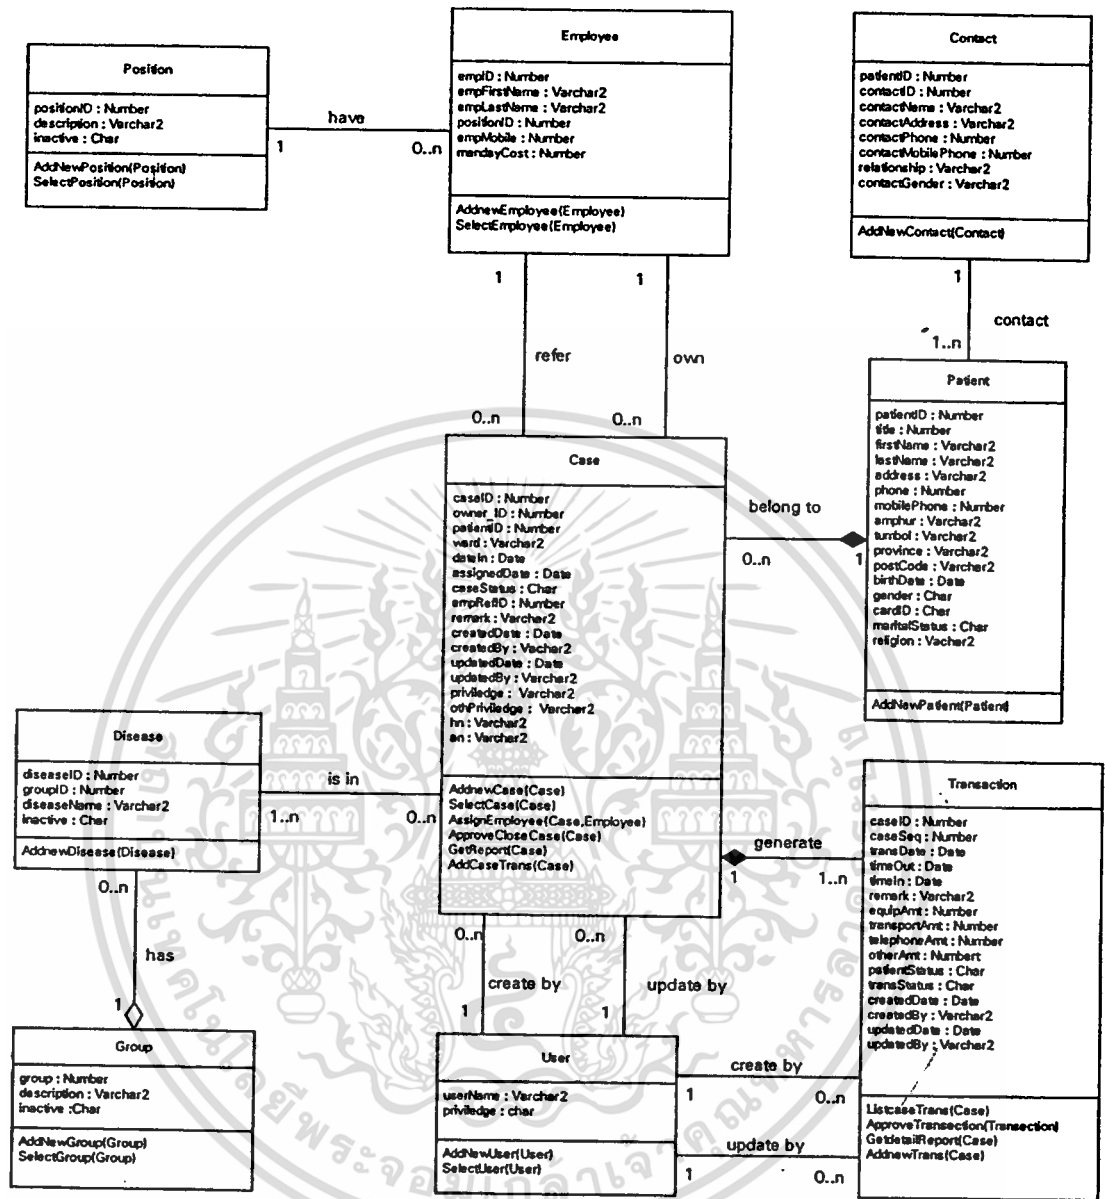 Position
positionID : Number
description : Varchar2
inactive : Char
AddNewPosition(Position)
SelectPosition(Position)
have
1
0..n
Employee
empID : Number
empFirstName : Varchar2
empLastName : Varchar2
positionID : Number
empMobile : Number
mandayCost : Number
AddnewEmployee(Employee)
SelectEmployee(Employee)
Contact
patientID : Number
contactID : Number
contactName : Varchar2
contactAddress : Varchar2
contactPhone : Number
contactMobilePhone : Number
relationship : Varchar2
contactGender : Varchar2
AddNewContact(Contact)
1
contact
1..n
1
1
refer
own
0..n
0..n
Patient
patientID : Number
title : Number
firstName : Varchar2
lastName : Varchar2
address : Varchar2
phone : Number
mobilePhone : Number
amphur : Varchar2
tumbol : Varchar2
province : Varchar2
postCode : Varchar2
birthDate : Date
gender : Char
cardID : Char
maritalStatus : Char
religion : Vacher2
AddNewPatient(Patient)
belong to
0..n
1
Case
caseID : Number
owner_ID : Number
patientID : Number
ward : Varchar2
dateIn : Date
assignedDate : Date
caseStatus : Char
empRefID : Number
remark : Varchar2
createdDate : Date
createdBy : Vachar2
updatedDate : Date
updatedBy : Varchar2
priviledge : Varchar2
othPriviledge : Varchar2
hn : Varchar2
an : Varchar2
AddnewCase(Case)
SelectCase(Case)
AssignEmployee(Case,Employee)
ApproveCloseCase(Case)
GetReport(Case)
AddCaseTrans(Case)
Disease
diseaseID : Number
groupID : Number
diseaseName : Varchar2
inactive : Char
AddnewDisease(Disease)
is in
1..n
0..n
0..n
has
1
Group
group : Number
description : Varchar2
inactive :Char
AddNewGroup(Group)
SelectGroup(Group)
generate
1
1..n
Transaction
caseID : Number
caseSeq : Number
transDate : Date
timeOut : Date
timeIn : Date
remark : Varchar2
equipAmt : Number
transportAmt : Number
telephoneAmt : Number
otherAmt : Numbert
patientStatus : Char
transStatus : Char
createdDate : Date
createdBy : Varchar2
updatedDate : Date
updatedBy : Varchar2
ListcaseTrans(Case)
ApproveTransection(Transection)
GetdetailReport(Case)
AddnewTrans(Case)
0..n
0..n
create by
update by
1
1
User
userName : Varchar2
priviledge : char
AddNewUser(User)
SelectUser(User)
create by
1
0..n
update by
1
0..n